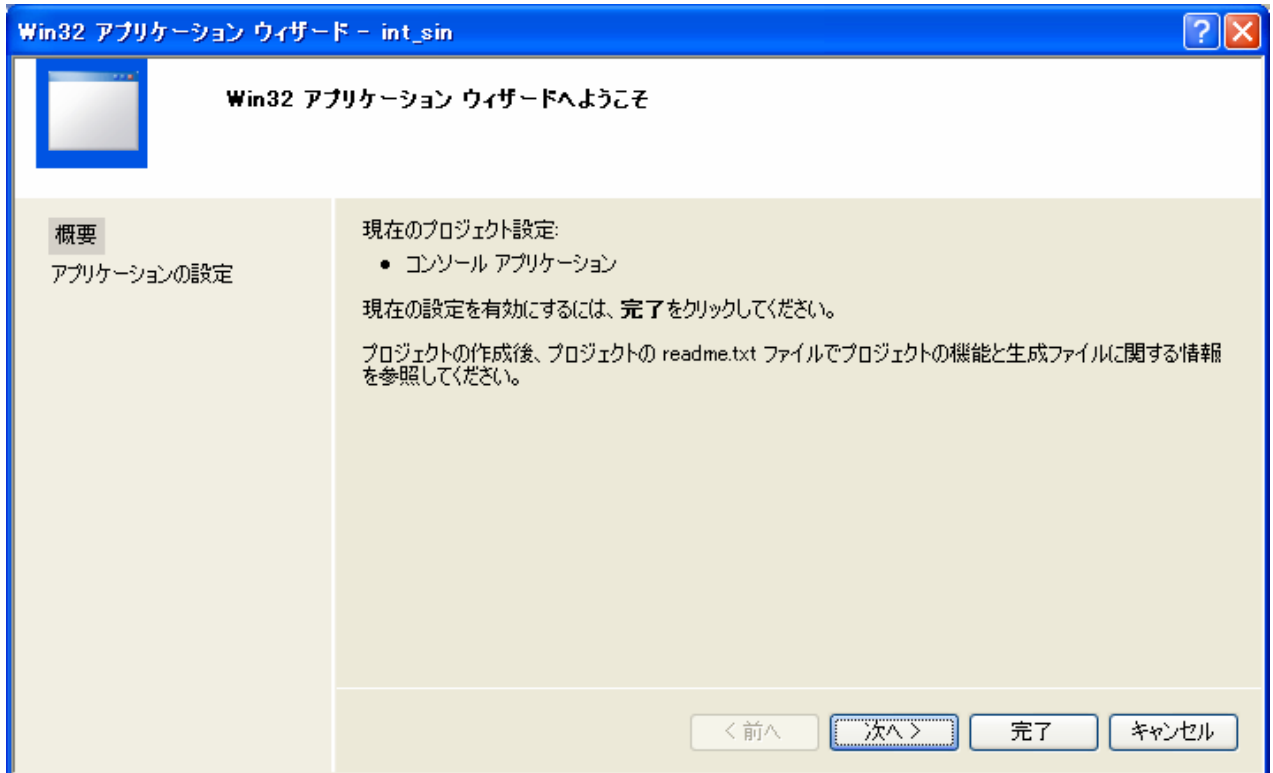 Win32 アプリケーション ウィザード - int_sin
Win32 アプリケーション ウィザードへようこそ
概要
アプリケーションの設定
現在のプロジェクト設定:
● コンソール アプリケーション
現在の設定を有効にするには、完了をクリックしてください。
プロジェクトの作成後、プロジェクトの readme.txt ファイルでプロジェクトの機能と生成ファイルに関する情報
を参照してください。
< 前へ 次へ > 完了 キャンセル